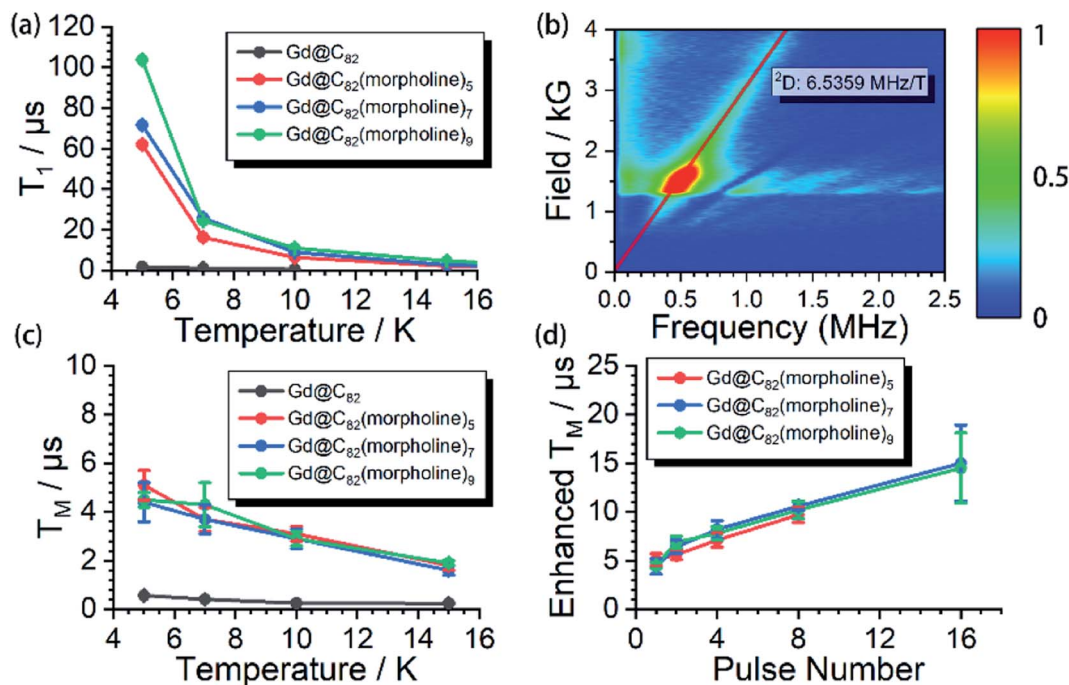 (a)
T₁ / μs
120
100
80
60
40
20
0
Gd@C₈₂
Gd@C₈₂(morpholine)₅
Gd@C₈₂(morpholine)₇
Gd@C₈₂(morpholine)₉
4 6 8 10 12 14 16
Temperature / K
(b)
Field / kG
4
3
2
1
0
²D: 6.5359 MHz/T
0.0 0.5 1.0 1.5 2.0 2.5
Frequency (MHz)
1
0.5
0
(c)
T_M / μs
10
8
6
4
2
0
Gd@C₈₂
Gd@C₈₂(morpholine)₅
Gd@C₈₂(morpholine)₇
Gd@C₈₂(morpholine)₉
4 6 8 10 12 14 16
Temperature / K
(d)
Enhanced T_M / μs
25
20
15
10
5
0
Gd@C₈₂(morpholine)₅
Gd@C₈₂(morpholine)₇
Gd@C₈₂(morpholine)₉
0 4 8 12 16
Pulse Number